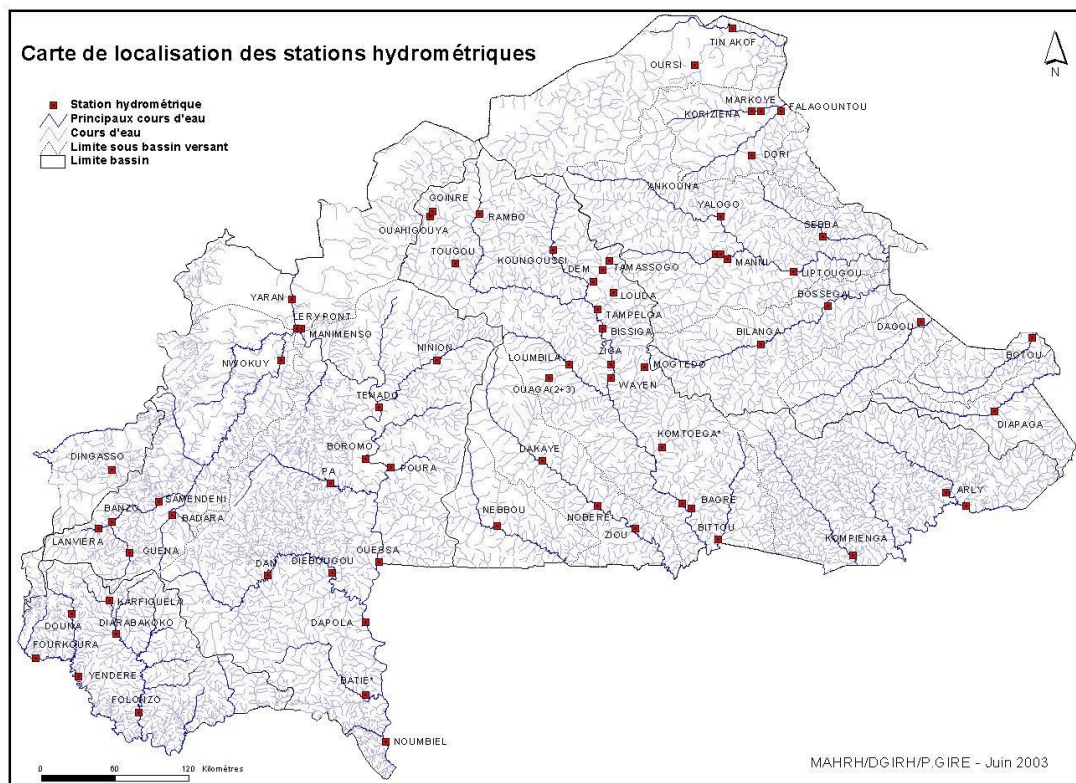 Carte de localisation des stations hydrométriques
N
Station hydrométrique
Principaux cours d'eau
Cours d'eau
Limite sous bassin versant
Limite bassin
TIN AKOF
OURSI
MARKOYE
FALAGOUNTOU
KORIZIENA
DORI
ANKOUNA
GOINRE
RAMBO
YALOGO
OUAHIGOUYA
SEBBA
TOUGOU
KOUNGOUSSI
MANNI
DEM
TAMASSOGO
LIPTOUGOU
LOUDA
BOSSEGAL
YARAN
LERY.PONT
TAMPELGA
DAGOU
MANIMENSO
BISSIGA
BILANGA
BOTOU
NINION
LOUMBILA
ZIGA
MOGTEDO
NWOKUY
OUAGA(2+3)
WAYEN
TENADO
DIAPAGA
KOMTOEGA*
BOROMO
DAKAYE
DINGASSO
POURA
PA
ARLY
SAMENDENI
BANZO
BADARA
NEBBOU
NOBERE
BAGRE
ZIOU
BITTOU
LANVIERA
GUENA
OUESSA
KOMPIENGA
DAN
DIEBOUGOU
KARFIGUELA
DOUNA
DIARABAKOKO
DAPOLA
FOURKOURA
YENDERE
BATIE*
FOLONZO
NOUMBIEL
0 60 120 Kilomètres
MAHRH/DGIRH/P.GIRE - Juin 2003